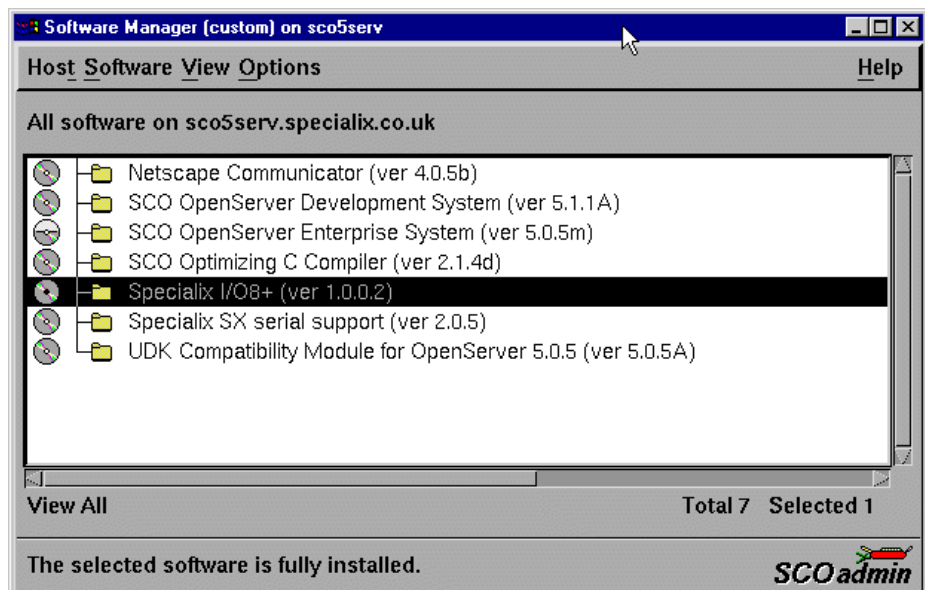 Software Manager (custom) on sco5serv
Host Software View Options Help
All software on sco5serv.specialix.co.uk
Netscape Communicator (ver 4.0.5b)
SCO OpenServer Development System (ver 5.1.1A)
SCO OpenServer Enterprise System (ver 5.0.5m)
SCO Optimizing C Compiler (ver 2.1.4d)
Specialix I/O8+ (ver 1.0.0.2)
Specialix SX serial support (ver 2.0.5)
UDK Compatibility Module for OpenServer 5.0.5 (ver 5.0.5A)
View All Total 7 Selected 1
The selected software is fully installed.
SCOadmin